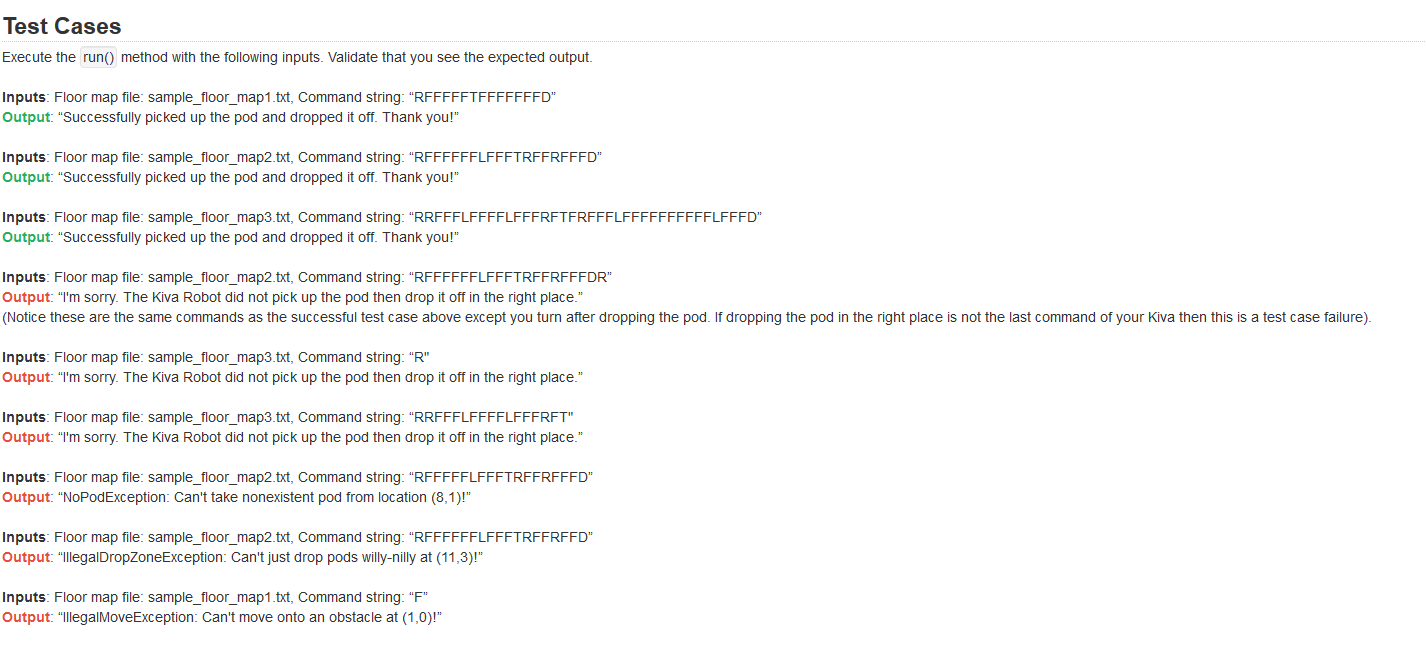 Test Cases
Execute the run() method with the following inputs. Validate that you see the expected output.
Inputs: Floor map file: sample_floor_map1.txt, Command string: “RFFFFFTFFFFFFFD”
Output: “Successfully picked up the pod and dropped it off. Thank you!”
Inputs: Floor map file: sample_floor_map2.txt, Command string: “RFFFFFFLFFFTRFFRFFFD”
Output: “Successfully picked up the pod and dropped it off. Thank you!”
Inputs: Floor map file: sample_floor_map3.txt, Command string: “RRFFFLFFFFLFFFRFTFRFFFLFFFFFFFFFFLFFFD”
Output: “Successfully picked up the pod and dropped it off. Thank you!”
Inputs: Floor map file: sample_floor_map2.txt, Command string: “RFFFFFFLFFFTRFFRFFFDR”
Output: “I'm sorry. The Kiva Robot did not pick up the pod then drop it off in the right place.”
(Notice these are the same commands as the successful test case above except you turn after dropping the pod. If dropping the pod in the right place is not the last command of your Kiva then this is a test case failure).
Inputs: Floor map file: sample_floor_map3.txt, Command string: “R"
Output: “I'm sorry. The Kiva Robot did not pick up the pod then drop it off in the right place.”
Inputs: Floor map file: sample_floor_map3.txt, Command string: “RRFFFLFFFFLFFFRFT"
Output: “I'm sorry. The Kiva Robot did not pick up the pod then drop it off in the right place.”
Inputs: Floor map file: sample_floor_map2.txt, Command string: “RFFFFFLFFFTRFFRFFFD”
Output: “NoPodException: Can't take nonexistent pod from location (8,1)!”
Inputs: Floor map file: sample_floor_map2.txt, Command string: “RFFFFFFLFFFTRFFRFFD”
Output: “IllegalDropZoneException: Can't just drop pods willy-nilly at (11,3)!”
Inputs: Floor map file: sample_floor_map1.txt, Command string: “F”
Output: “IllegalMoveException: Can't move onto an obstacle at (1,0)!”